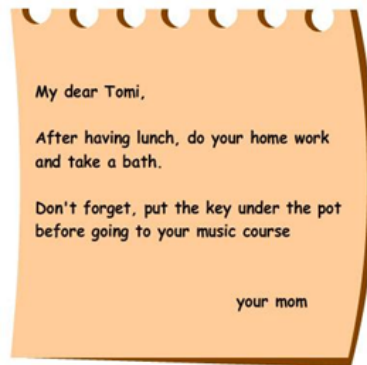 My dear Tomi,
After having lunch, do your home work
and take a bath.
Don't forget, put the key under the pot
before going to your music course
your mom